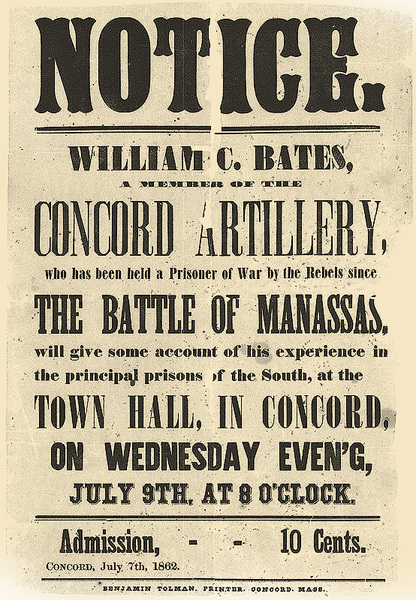 NOTICE.
WILLIAM C. BATES,
A MEMBER OF THE
CONCORD ARTILLERY,
who has been held a Prisoner of War by the Rebels since
THE BATTLE OF MANASSAS,
will give some account of his experience in
the principal prisons of the South, at the
TOWN HALL, IN CONCORD,
ON WEDNESDAY EVEN'G,
JULY 9TH, AT 8 O'CLOCK.
Admission, - - 10 Cents.
CONCORD, July 7th, 1862.
BENJAMIN TOLMAN, PRINTER, CONCORD, MASS.